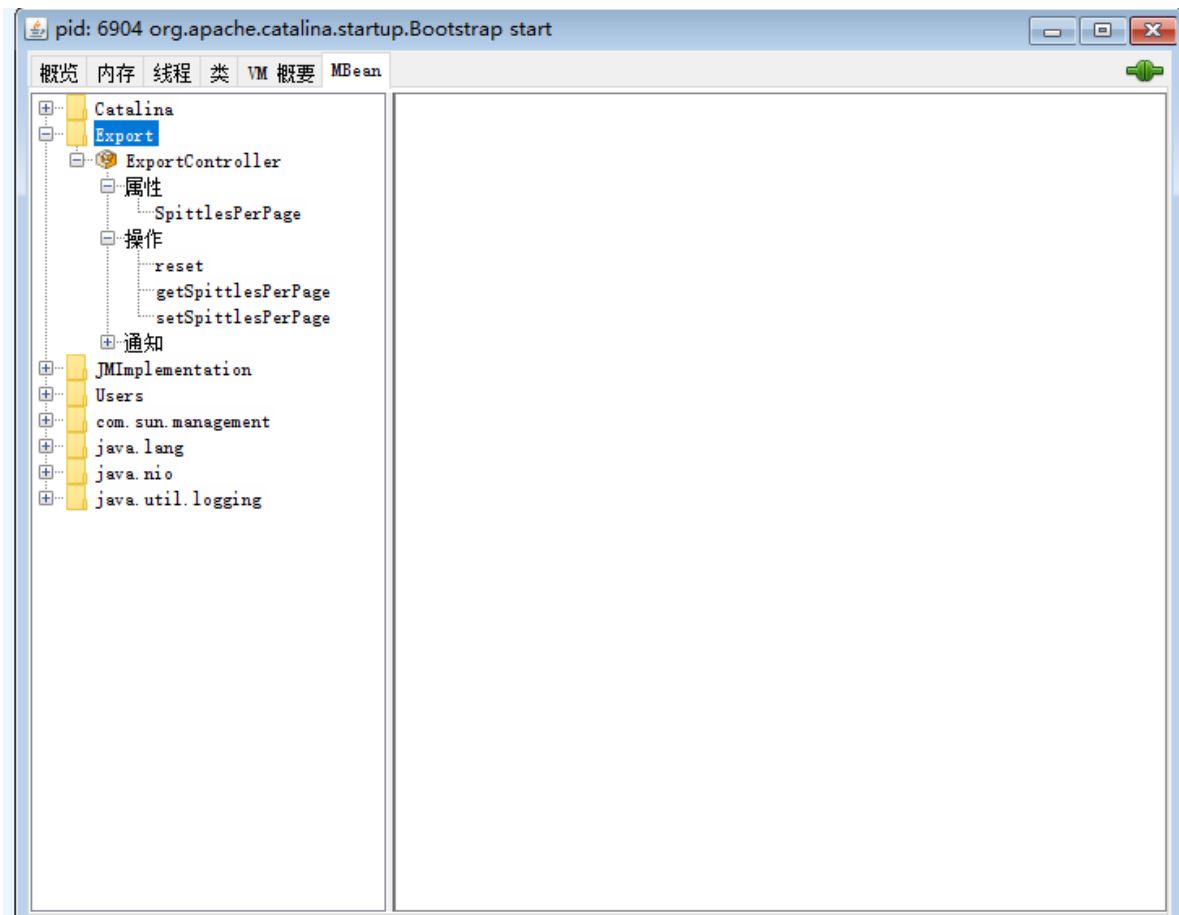 pid: 6904 org.apache.catalina.startup.Bootstrap start
概览 内存 线程 类 VM 概要 MBean
Catalina
Export
ExportController
属性
SpittlesPerPage
操作
reset
getSpittlesPerPage
setSpittlesPerPage
通知
JMImplementation
Users
com.sun.management
java.lang
java.nio
java.util.logging